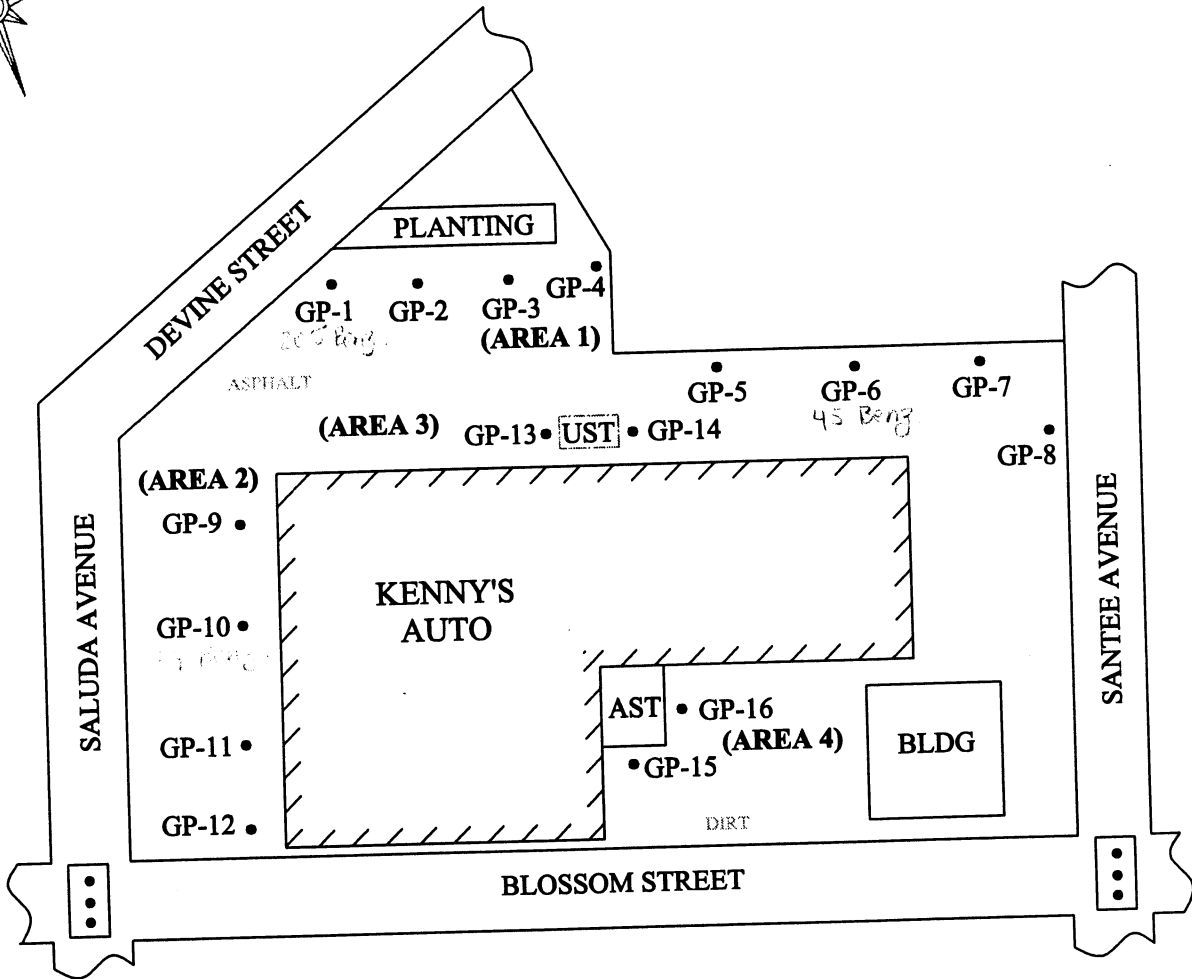 PLANTING
DEVINE STREET
GP-1
GP-2
GP-3
GP-4
(AREA 1)
ASPHALT
GP-5
GP-6
GP-7
45 Benz
GP-8
(AREA 3)
GP-13
UST
GP-14
(AREA 2)
GP-9
KENNY'S
AUTO
GP-10
SALUDA AVENUE
SANTEE AVENUE
AST
GP-16
(AREA 4)
BLDG
GP-11
GP-15
GP-12
DIRT
BLOSSOM STREET